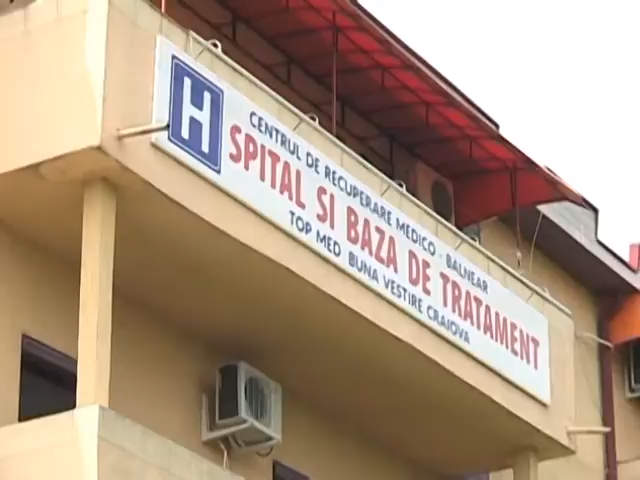 H
CENTRUL DE RECUPERARE MEDICO - BALNEAR
SPITAL SI BAZA DE TRATAMENT
TOP MED BUNA VESTIRE CRAIOVA